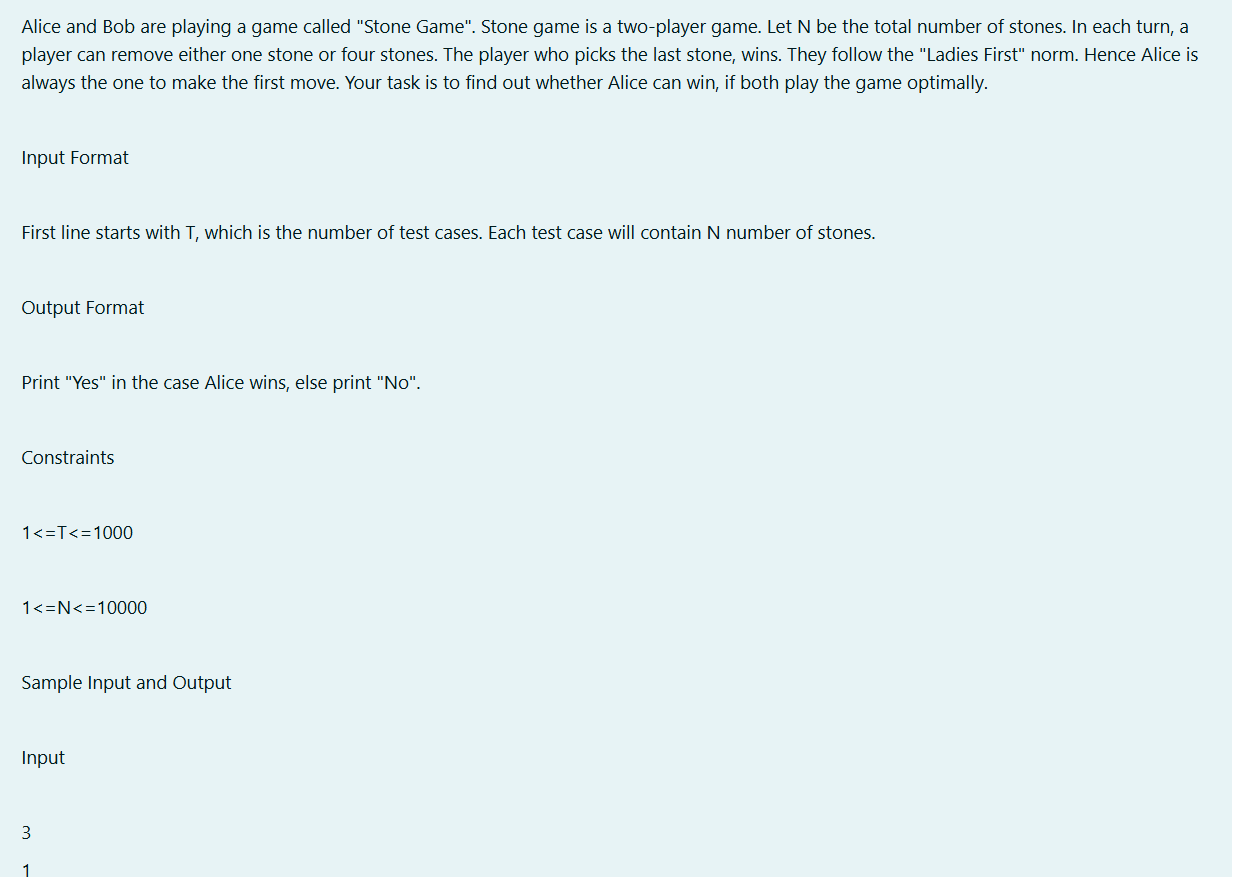 Alice and Bob are playing a game called "Stone Game". Stone game is a two-player game. Let N be the total number of stones. In each turn, a
player can remove either one stone or four stones. The player who picks the last stone, wins. They follow the "Ladies First" norm. Hence Alice is
always the one to make the first move. Your task is to find out whether Alice can win, if both play the game optimally.
Input Format
First line starts with T, which is the number of test cases. Each test case will contain N number of stones.
Output Format
Print "Yes" in the case Alice wins, else print "No".
Constraints
1<=T<=1000
1<=N<=10000
Sample Input and Output
Input
3
1